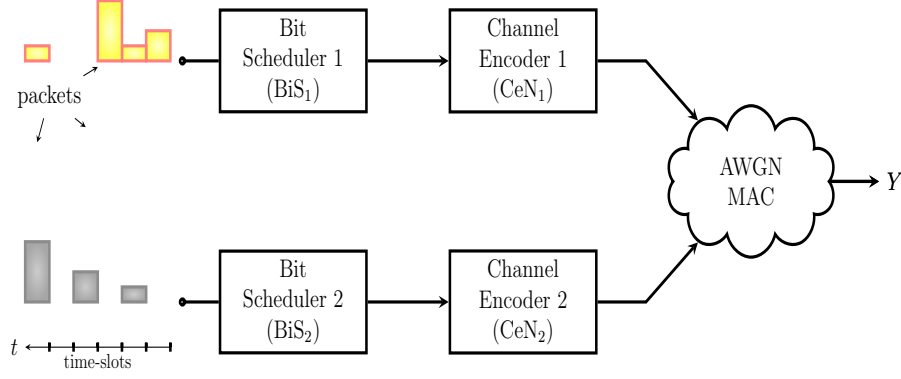 Bit
Scheduler 1
(BiS₁)
Channel
Encoder 1
(CeN₁)
packets
AWGN
MAC
Y
Bit
Scheduler 2
(BiS₂)
Channel
Encoder 2
(CeN₂)
t
time-slots